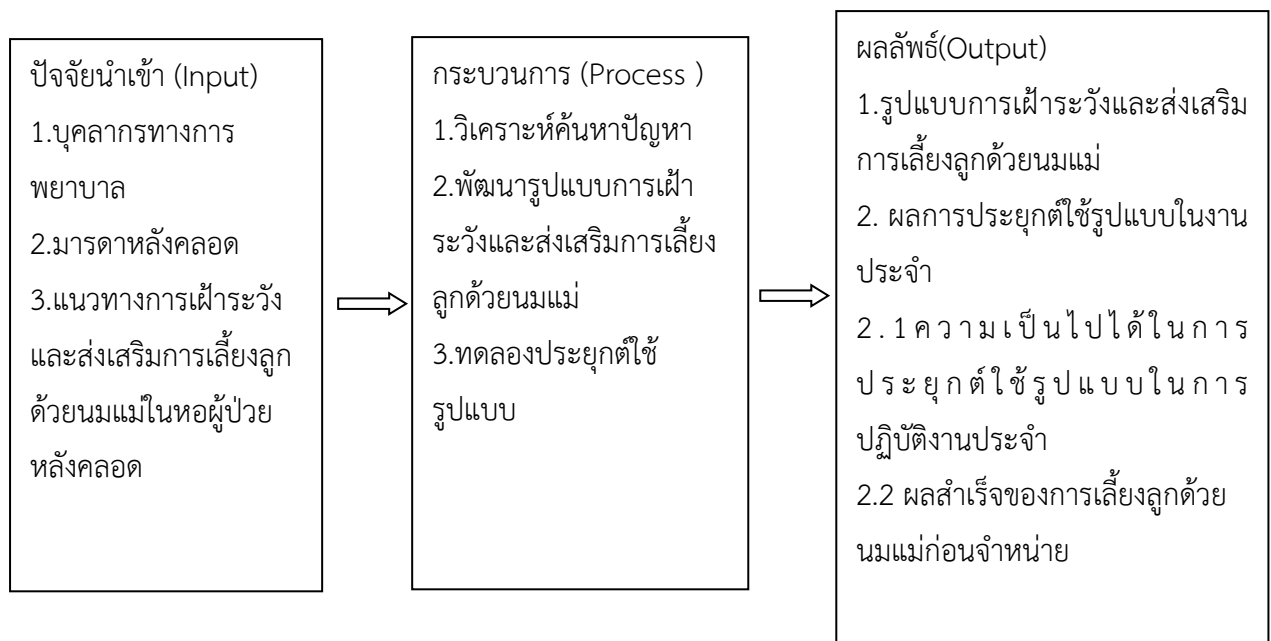 ปัจจัยนำเข้า (Input)
1.บุคลากรทางการ
พยาบาล
2.มารดาหลังคลอด
3.แนวทางการเฝ้าระวัง
และส่งเสริมการเลี้ยงลูก
ด้วยนมแม่ในหอผู้ป่วย
หลังคลอด
กระบวนการ (Process )
1.วิเคราะห์ค้นหาปัญหา
2.พัฒนารูปแบบการเฝ้า
ระวังและส่งเสริมการเลี้ยง
ลูกด้วยนมแม่
3.ทดลองประยุกต์ใช้
รูปแบบ
ผลลัพธ์(Output)
1.รูปแบบการเฝ้าระวังและส่งเสริม
การเลี้ยงลูกด้วยนมแม่
2. ผลการประยุกต์ใช้รูปแบบในงาน
ประจำ
2.1ความเป็นไปได้ในการ
ประยุกต์ใช้รูปแบบในการ
ปฏิบัติงานประจำ
2.2 ผลสำเร็จของการเลี้ยงลูกด้วย
นมแม่ก่อนจำหน่าย